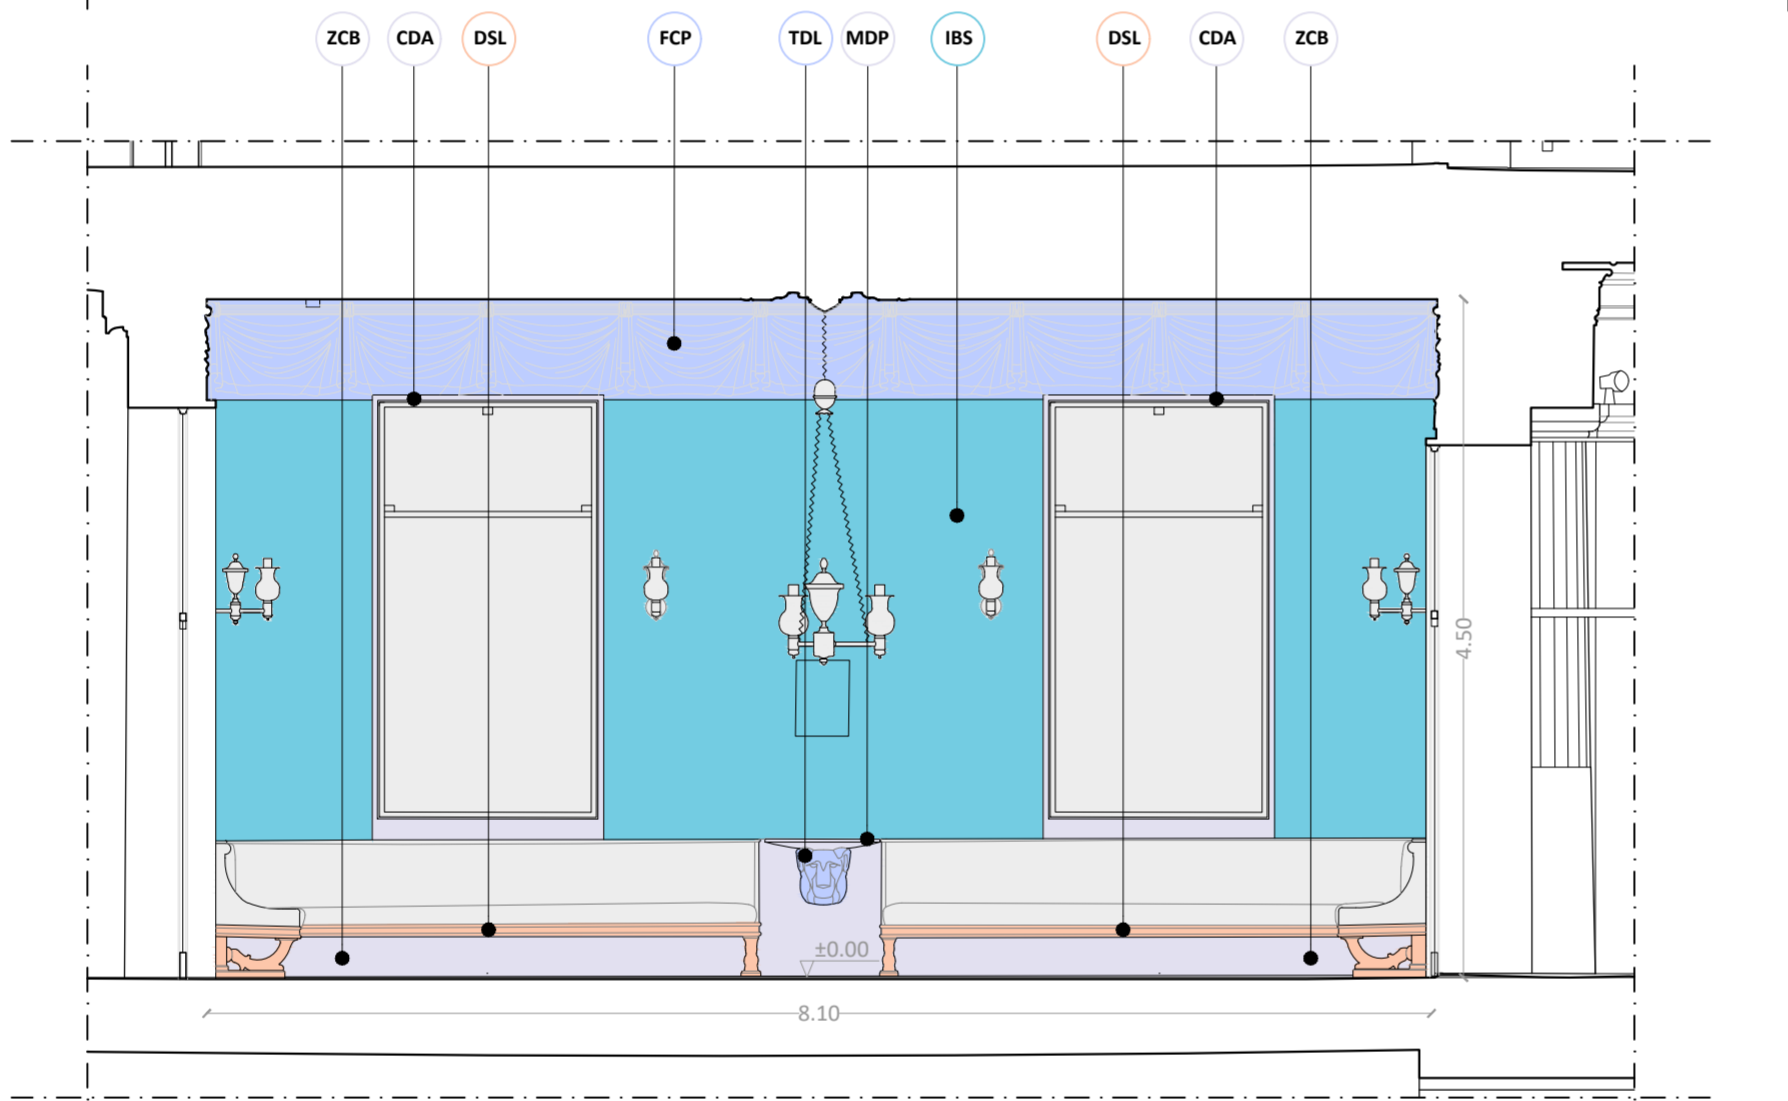 ZCB CDA DSL FCP TDL MDP IBS DSL CDA ZCB
4.50
±0.00
8.10